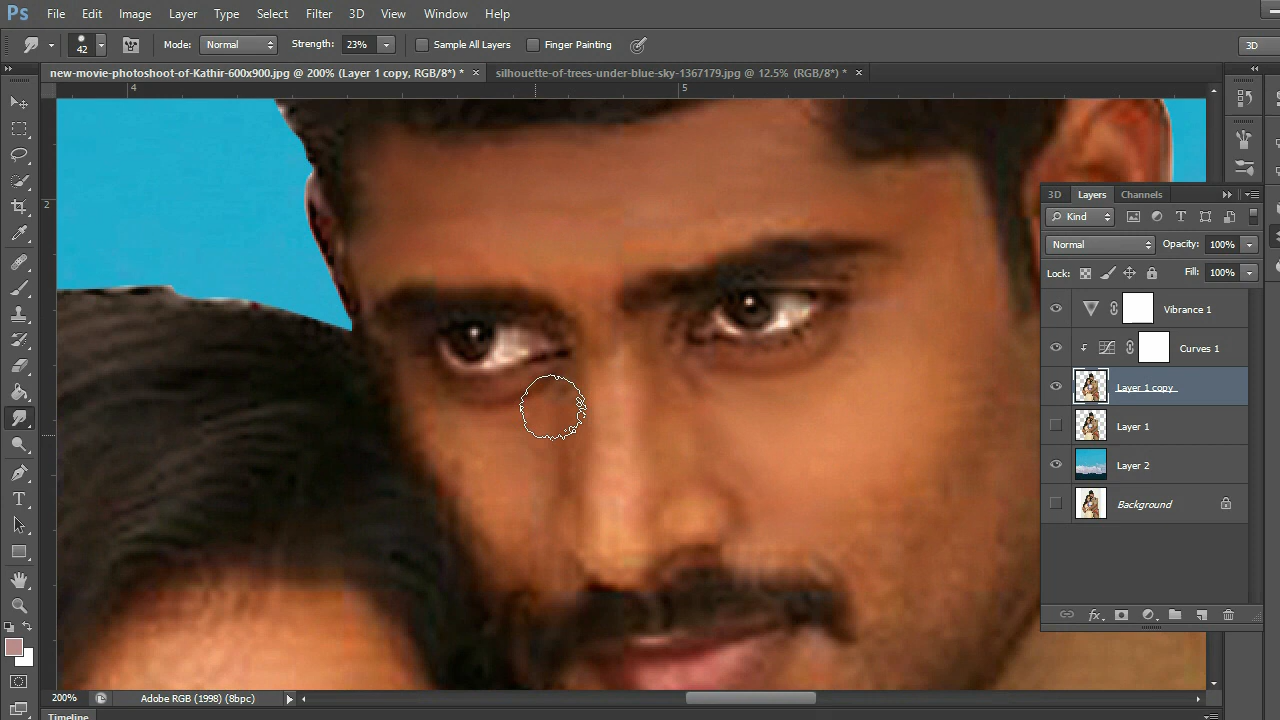 Ps File Edit Image Layer Type Select Filter 3D View Window Help
42 Mode: Normal Strength: 23% Sample All Layers Finger Painting 3D
new-movie-photoshoot-of-Kathir-600x900.jpg @ 200% (Layer 1 copy, RGB/8*) * × silhouette-of-trees-under-blue-sky-1367179.jpg @ 12.5% (RGB/8*) * ×
4 5
2
3D Layers Channels
Kind
Normal Opacity: 100%
Lock: Fill: 100%
Vibrance 1
Curves 1
Layer 1 copy
Layer 1
Layer 2
Background
fx
200% Adobe RGB (1998) (8bpc)
Timeline